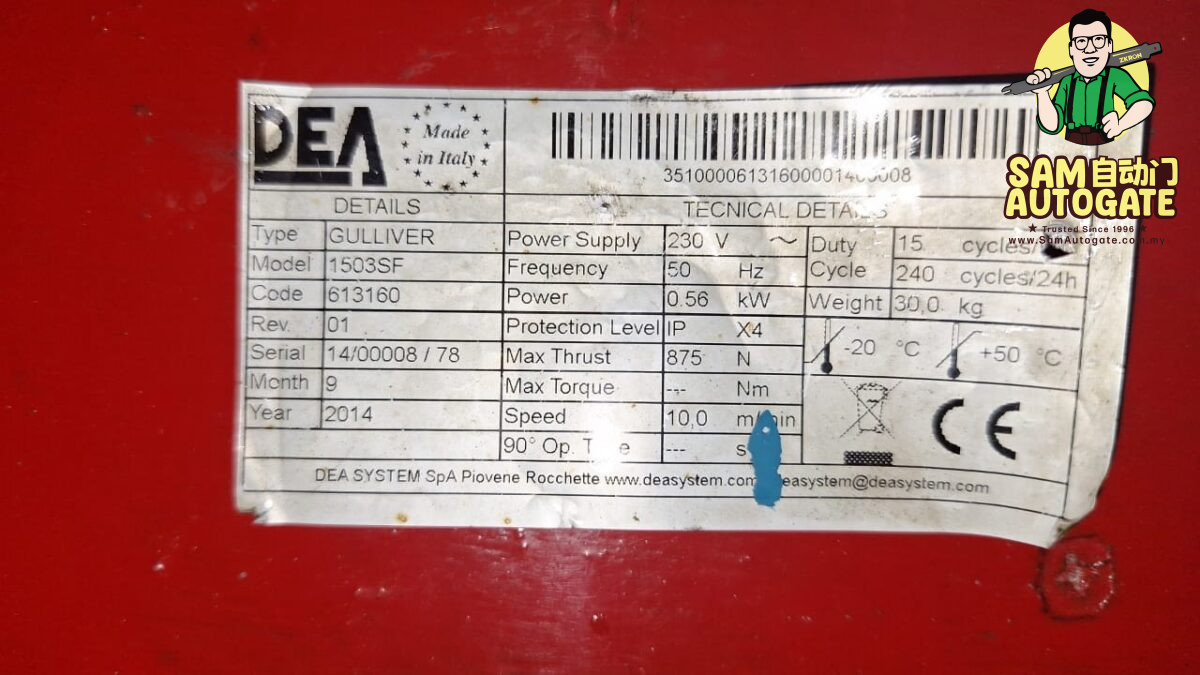 DEA
Made
in Italy
DETAILS
TECNICAL DETAILS
Type GULLIVER
Model 1503SF
Code 613160
Rev. 01
Serial 14/00008 / 78
Month 9
Year 2014
Power Supply 230 V ~
Frequency 50 Hz
Power 0.56 kW
Protection Level IP X4
Max Thrust 875 N
Max Torque --- Nm
Speed 10,0 m/min
90° Op. --- s
Duty Cycle
15 cycles/
240 cycles/24h
Weight 30,0 kg
-20 °C +50 °C
CE
DEA SYSTEM SpA Piovene Rocchette www.deasystem.com deasystem@deasystem.com
ZKRON
SAM自动门
AUTOGATE
★ Trusted Since 1996 ★
www.SamAutogate.com.my